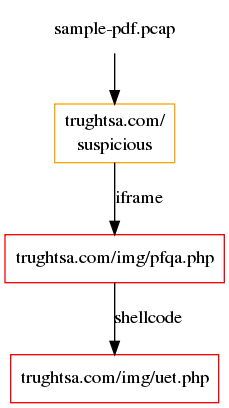 sample-pdf.pcap
trughtsa.com/
suspicious
iframe
trughtsa.com/img/pfqa.php
shellcode
trughtsa.com/img/uet.php